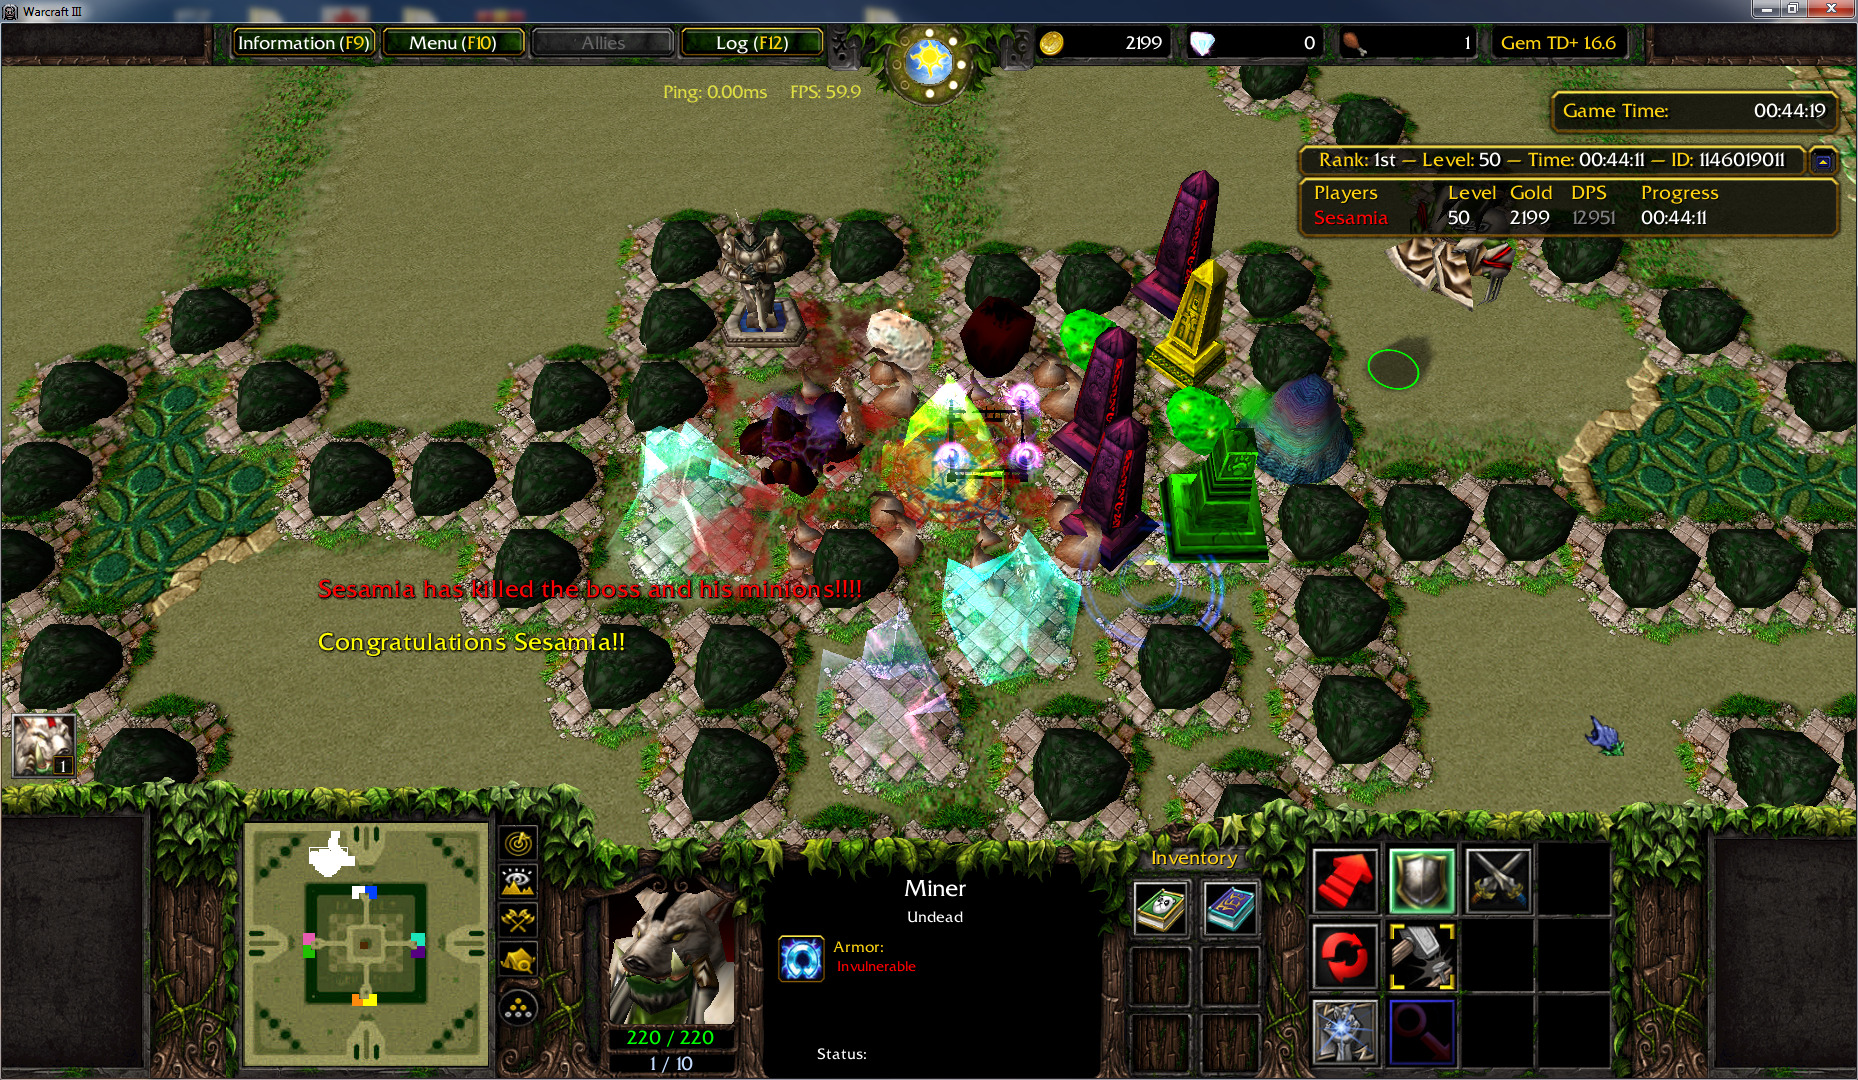 Warcraft III
Information (F9)
Menu (F10)
Allies
Log (F12)
2199
0
1
Gem TD+ 1.6.6
Ping: 0.00ms FPS: 59.9
Game Time: 00:44:19
Rank: 1st — Level: 50 — Time: 00:44:11 — ID: 1146019011
Players Level Gold DPS Progress
Sesamia 50 2199 12951 00:44:11
Sesamia has killed the boss and his minions!!!!
Congratulations Sesamia!!
1
Miner
Undead
Armor:
Invulnerable
Status:
220 / 220
1 / 10
Inventory